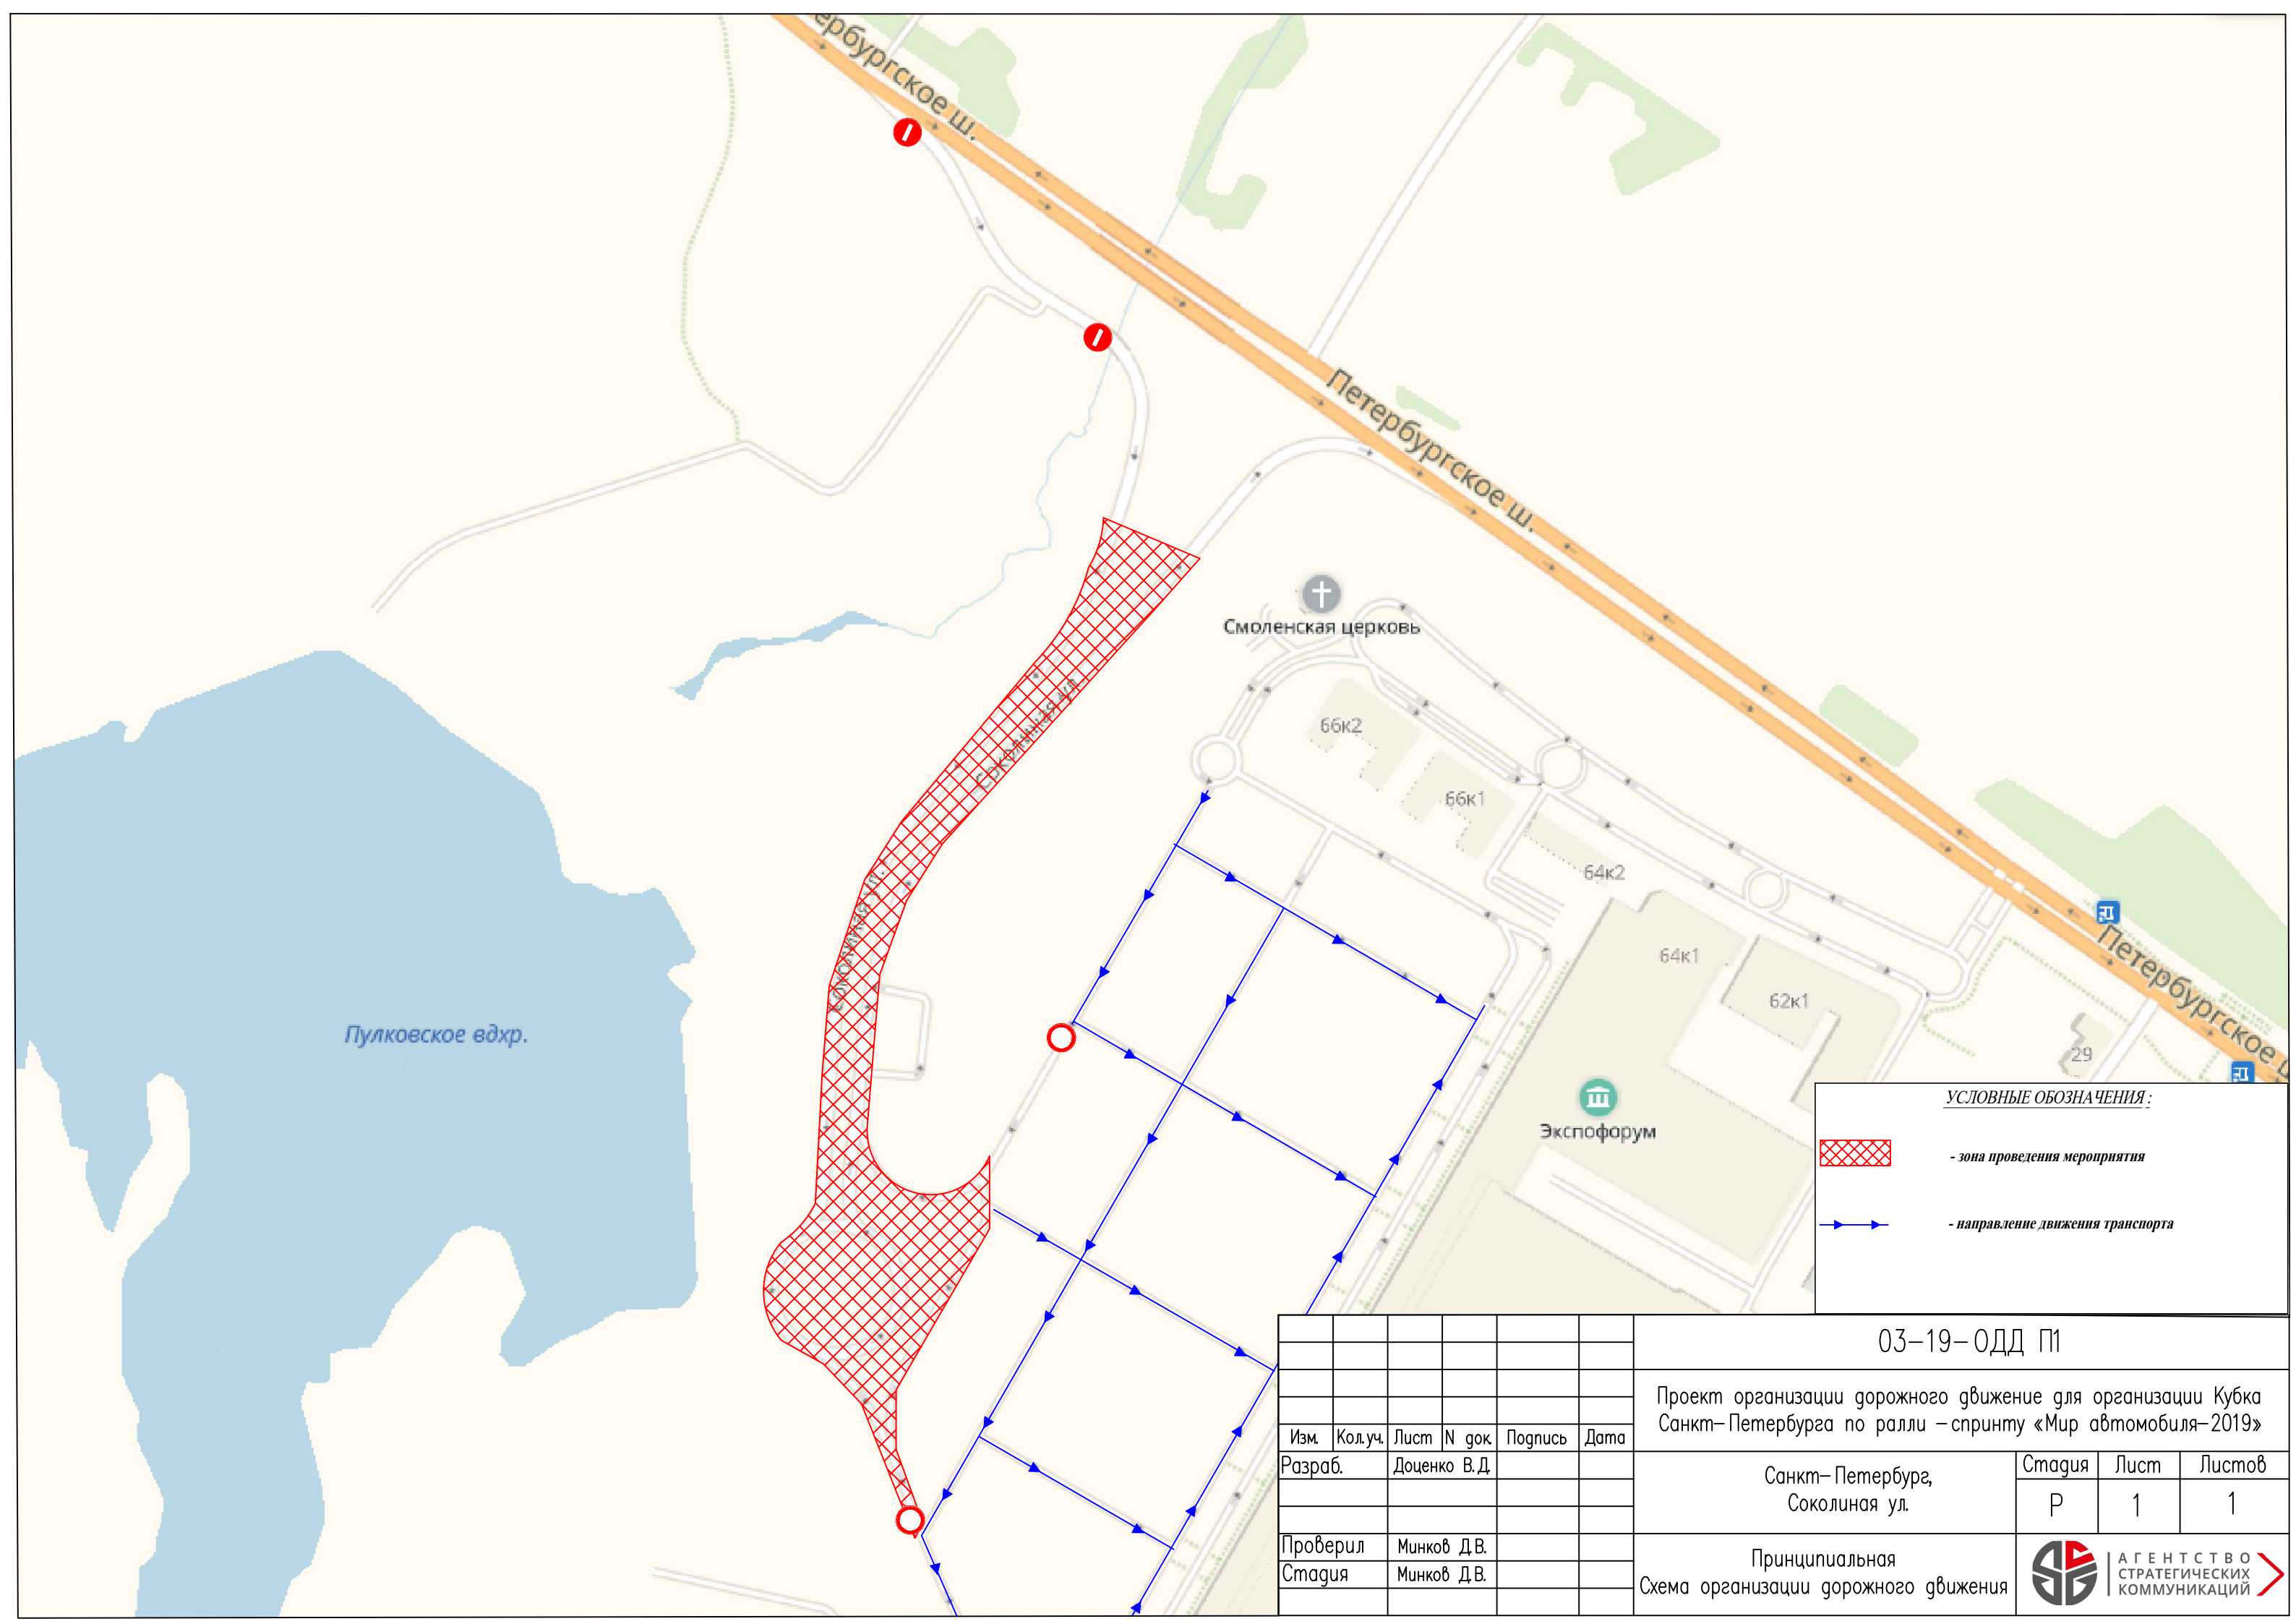 ербургское ш.
Петербургское ш.
Смоленская церковь
66к2
Соколиная ул.
66к1
64к2
Соколиная ул.
64к1
Петербургское ш
62к1
Пулковское вдхр.
29
Экспофорум
УСЛОВНЫЕ ОБОЗНАЧЕНИЯ :
- зона проведения мероприятия
- направление движения транспорта
03-19-ОДД П1
Проект организации дорожного движение для организации Кубка
Санкт-Петербурга по ралли -спринту «Мир автомобиля-2019»
Изм. Кол.уч. Лист N док. Подпись Дата
Разраб. Доценко В.Д.
Санкт-Петербург,
Соколиная ул.
Стадия Лист Листов
Р 1 1
Проверил Минков Д.В.
Стадия Минков Д.В.
Принципиальная
Схема организации дорожного движения
АГЕНТСТВО
СТРАТЕГИЧЕСКИХ
КОММУНИКАЦИЙ